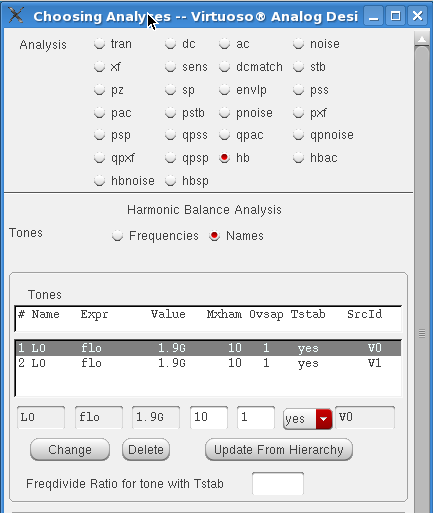 Choosing Analyses -- Virtuoso® Analog Desi
Analysis tran dc ac noise
xf sens dcmatch stb
pz sp envlp pss
pac pstb pnoise pxf
psp qpss qpac qpnoise
qpxf qpsp hb hbac
hbnoise hbsp
Harmonic Balance Analysis
Tones Frequencies Names
Tones
# Name Expr Value Mxham Ovsap Tstab SrcId
1 LO flo 1.9G 10 1 yes V0
2 LO flo 1.9G 10 1 yes V1
LO flo 1.9G 10 1 yes V0
Change Delete Update From Hierarchy
Freqdivide Ratio for tone with Tstab